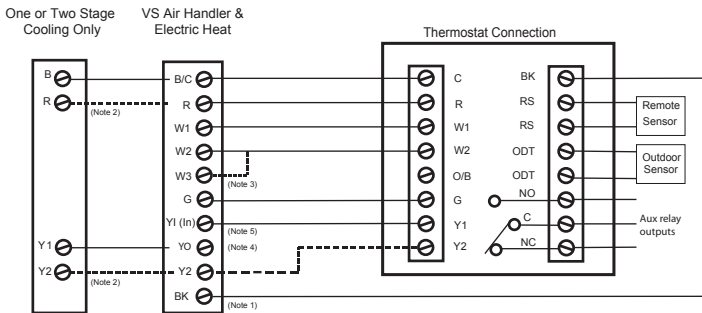 One or Two Stage
Cooling Only
VS Air Handler &
Electric Heat
Thermostat Connection
B
R
(Note 2)
Y1
Y2
(Note 2)
B/C
R
W1
W2
W3
(Note 3)
G
YI (In)
(Note 5)
YO
(Note 4)
Y2
BK
(Note 1)
C
R
W1
W2
O/B
G
Y1
Y2
BK
RS
RS
ODT
ODT
NO
C
NC
Remote
Sensor
Outdoor
Sensor
Aux relay
outputs